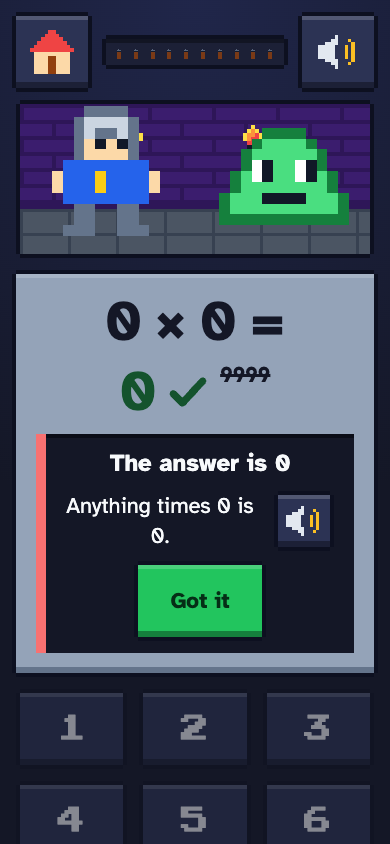 0 × 0 =
0 ✓ 9999
The answer is 0
Anything times 0 is
0.
Got it
1 2 3
4 5 6